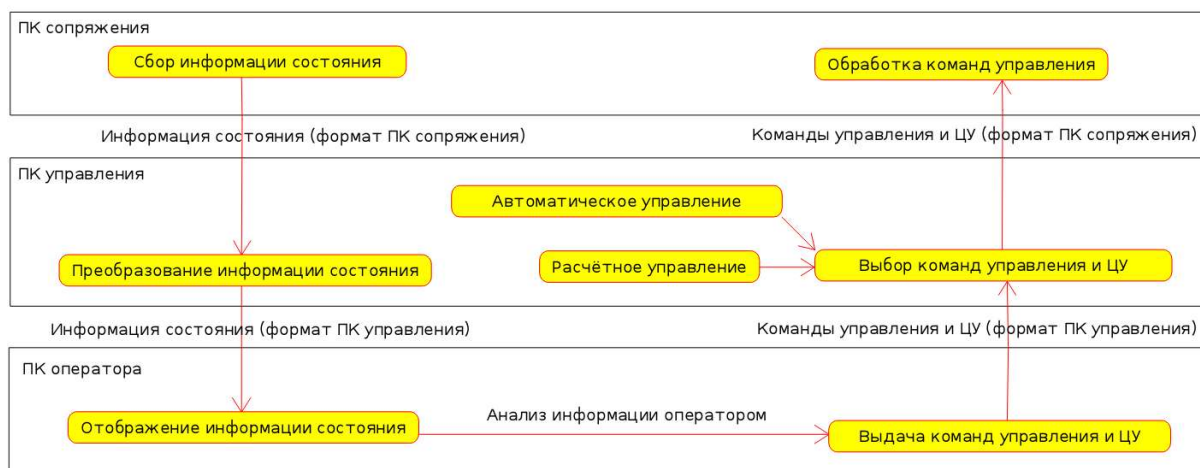 ПК сопряжения
Сбор информации состояния
Обработка команд управления
Информация состояния (формат ПК сопряжения)
Команды управления и ЦУ (формат ПК сопряжения)
ПК управления
Автоматическое управление
Преобразование информации состояния
Расчётное управление
Выбор команд управления и ЦУ
Информация состояния (формат ПК управления)
Команды управления и ЦУ (формат ПК управления)
ПК оператора
Отображение информации состояния
Анализ информации оператором
Выдача команд управления и ЦУ